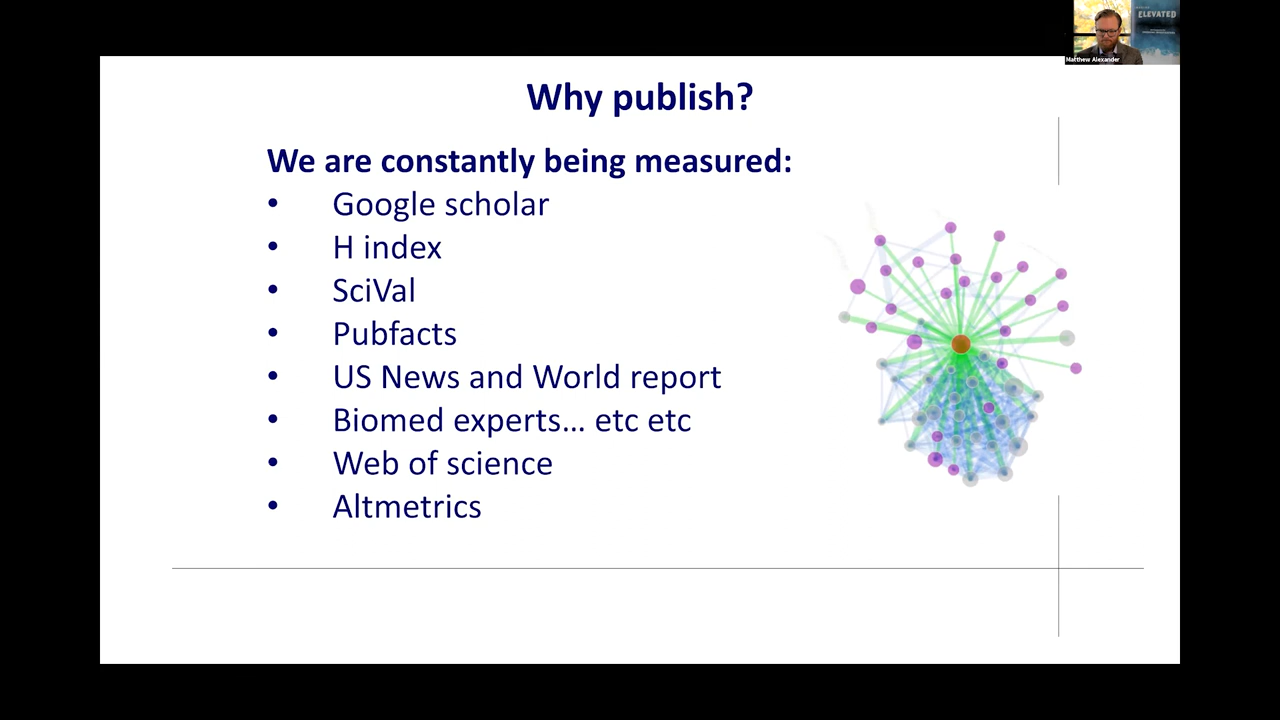 ELEVATED
Matthew Alexander
Why publish?
We are constantly being measured:
• Google scholar
• H index
• SciVal
• Pubfacts
• US News and World report
• Biomed experts... etc etc
• Web of science
• Altmetrics